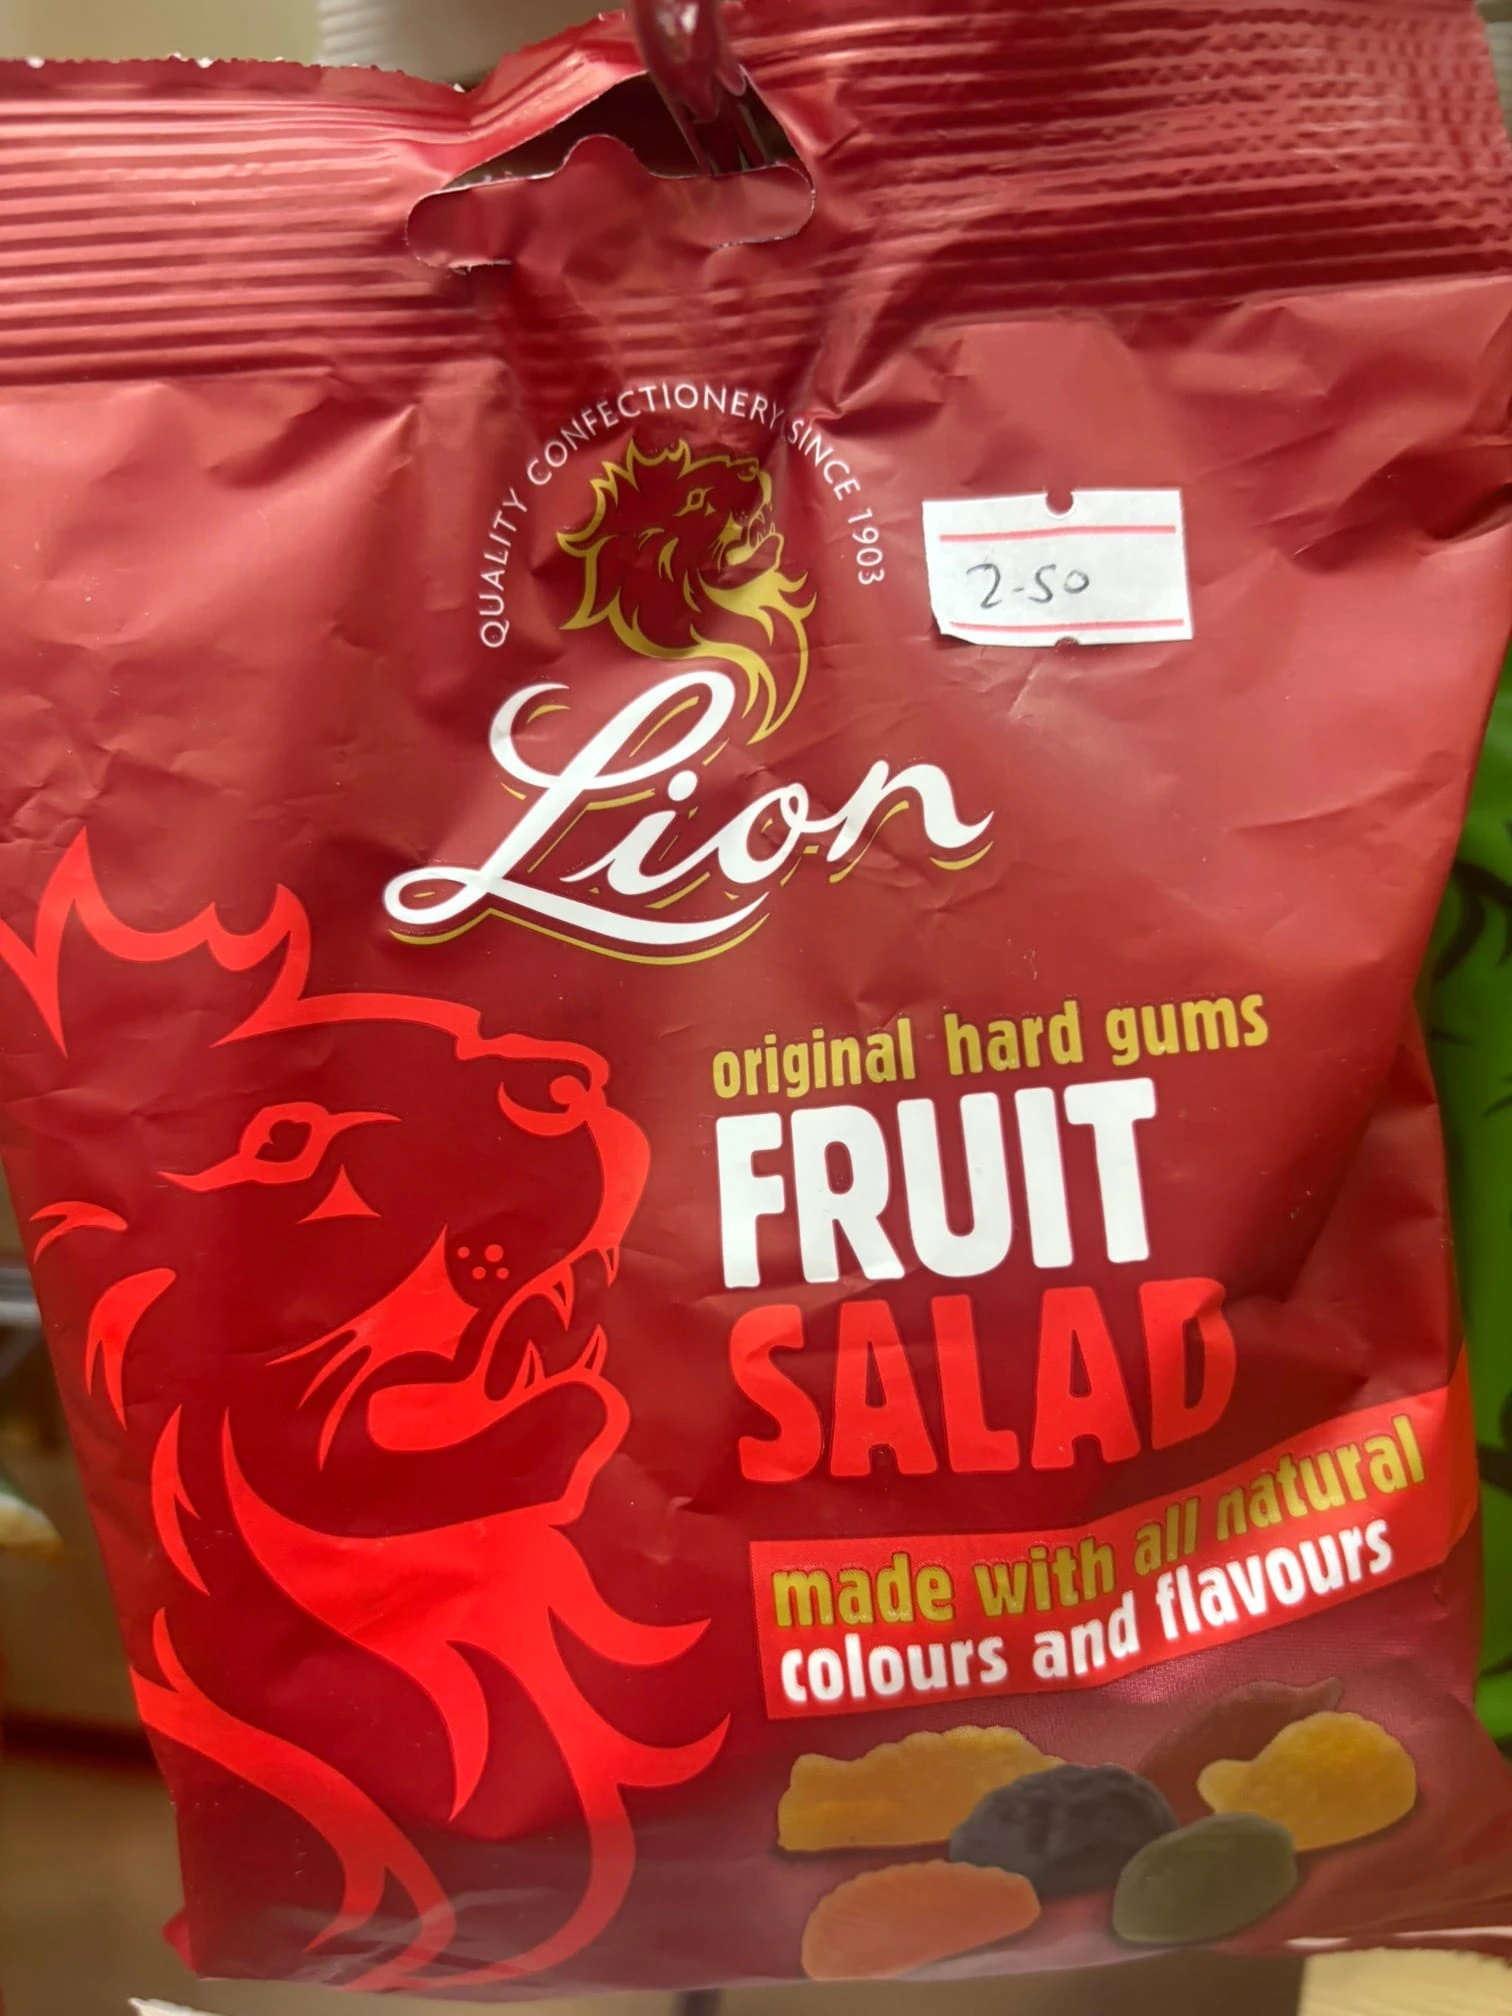 QUALITY CONFECTIONERY SINCE 1903
2-50
Lion
original hard gums
FRUIT
SALAD
made with all natural
colours and flavours